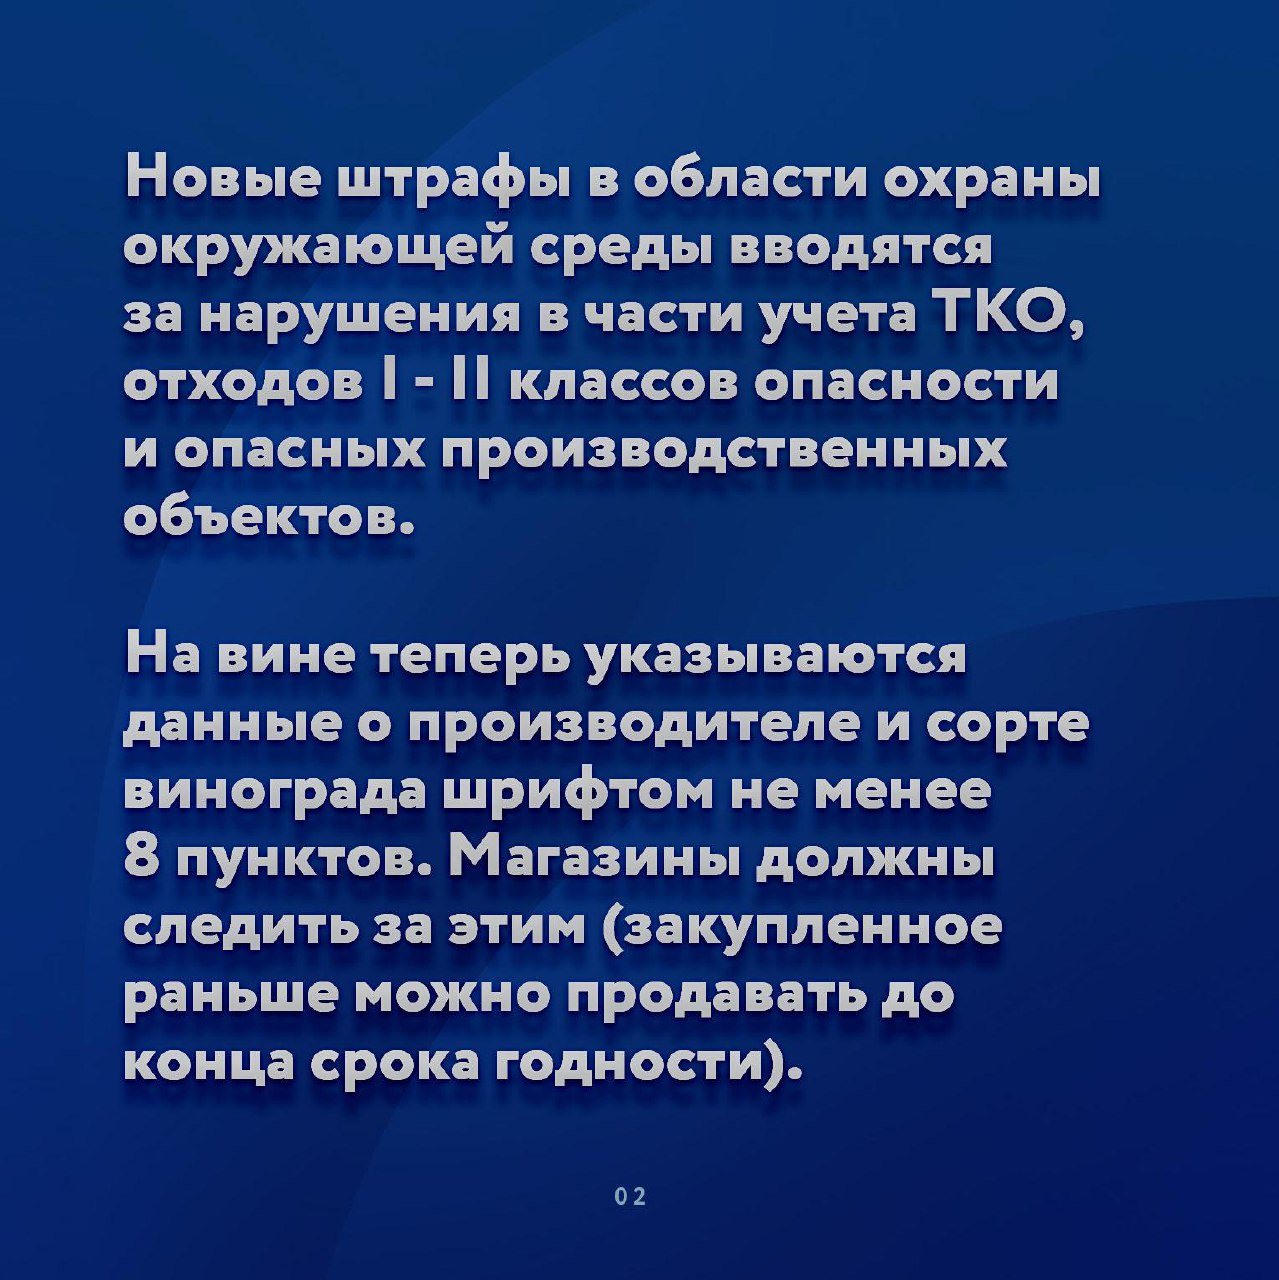 Новые штрафы в области охраны
окружающей среды вводятся
за нарушения в части учета ТКО,
отходов I - II классов опасности
и опасных производственных
объектов.
На вине теперь указываются
данные о производителе и сорте
винограда шрифтом не менее
8 пунктов. Магазины должны
следить за этим (закупленное
раньше можно продавать до
конца срока годности).
02